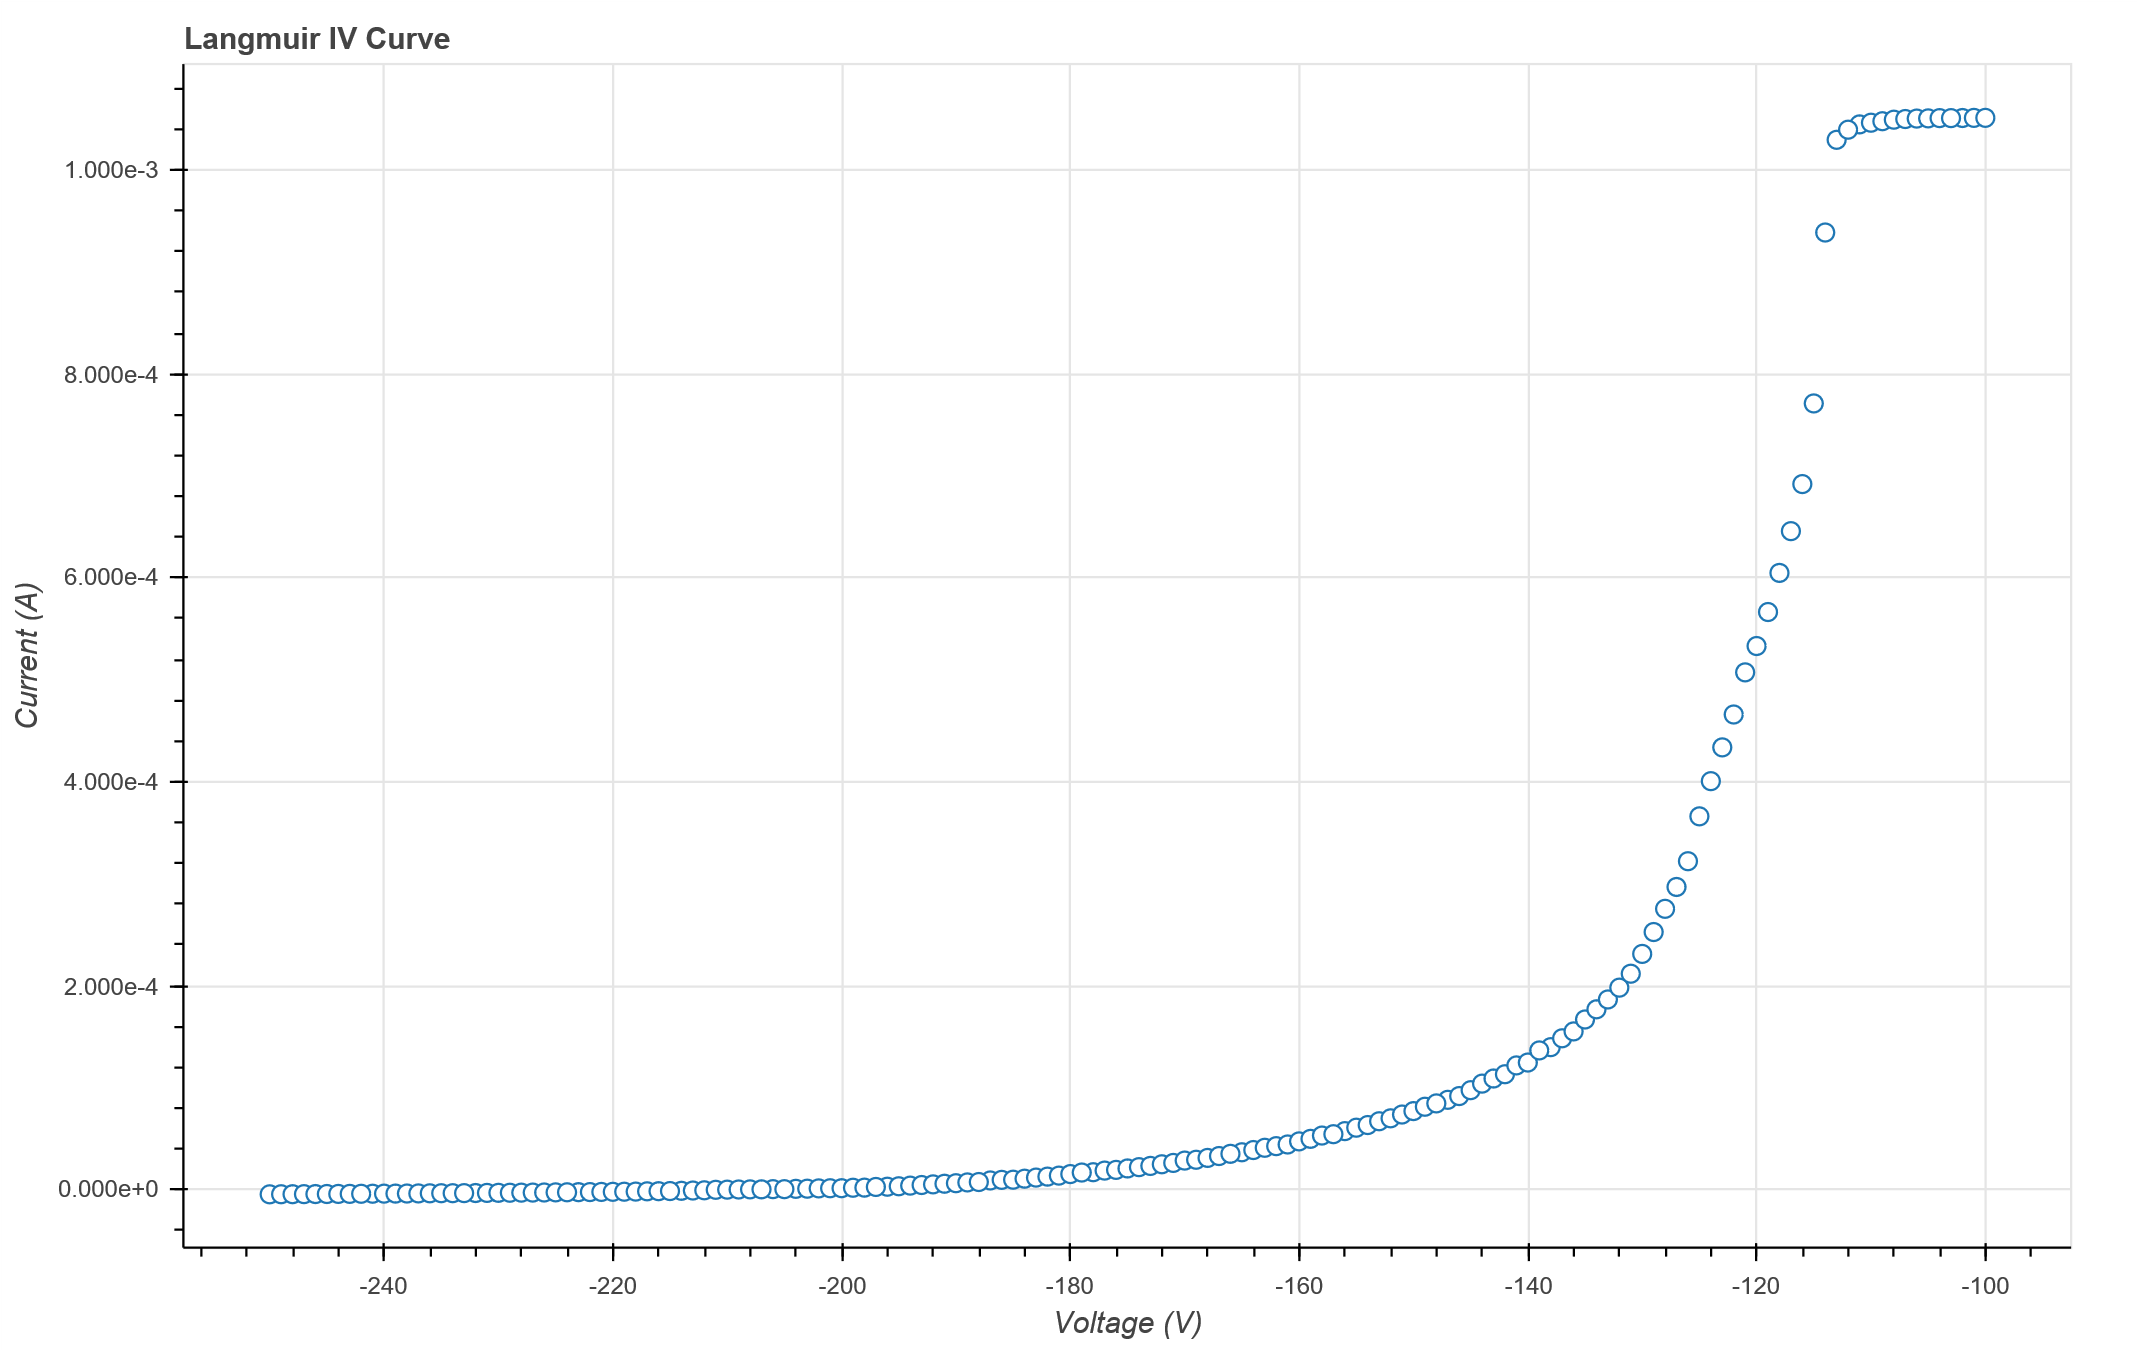 Langmuir IV Curve
1.000e-3
8.000e-4
6.000e-4
4.000e-4
2.000e-4
0.000e+0
Current (A)
-240 -220 -200 -180 -160 -140 -120 -100
Voltage (V)